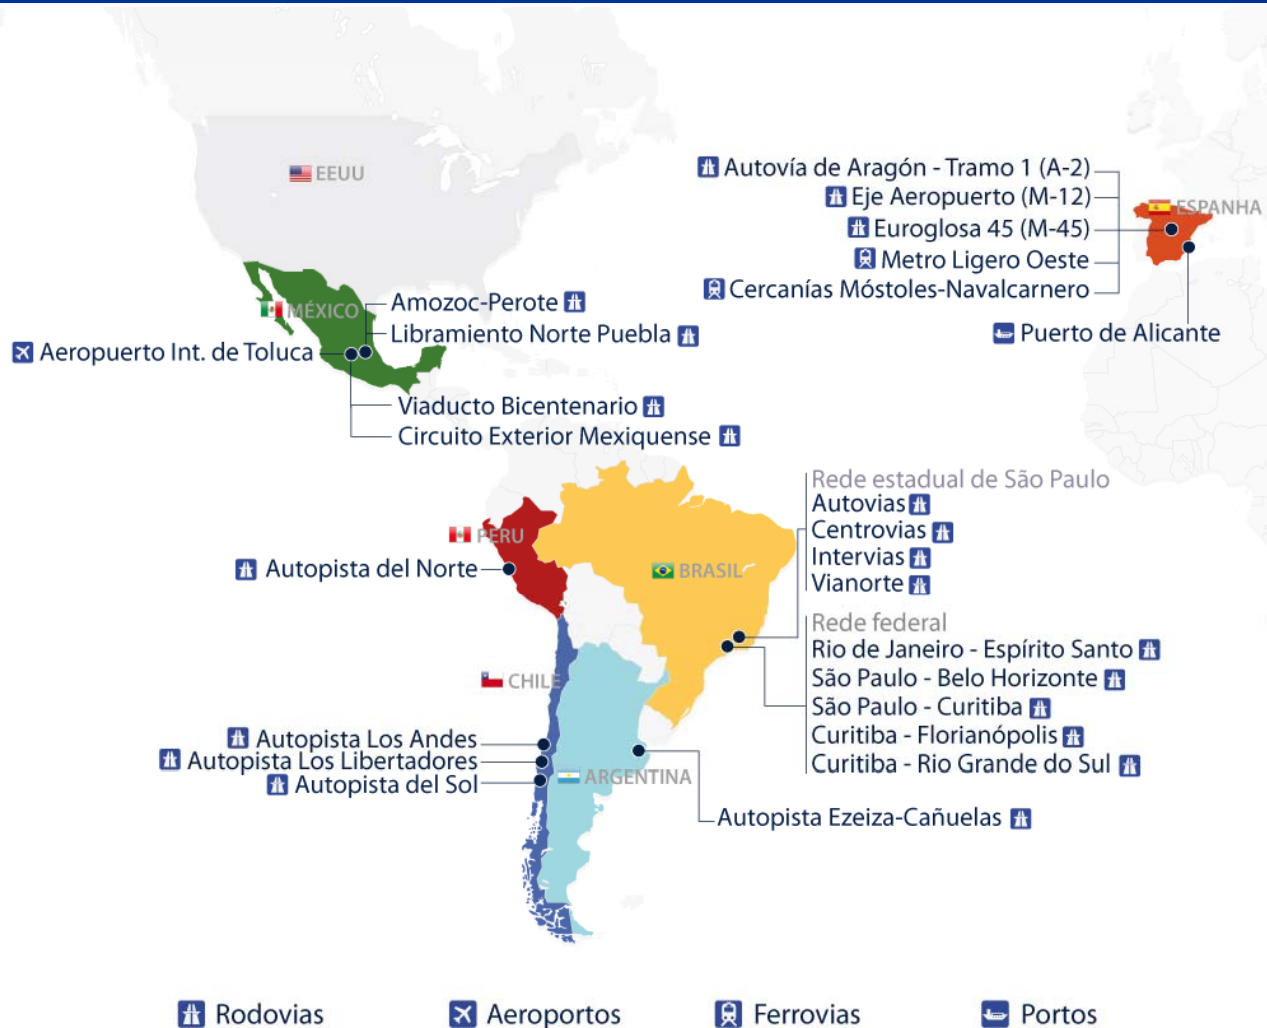 EEUU
Autovía de Aragón - Tramo 1 (A-2)
Eje Aeropuerto (M-12)
ESPANHA
Euroglosa 45 (M-45)
Metro Ligero Oeste
Cercanías Móstoles-Navalcarnero
Puerto de Alicante
MÉXICO
Amozoc-Perote
Libramiento Norte Puebla
Aeropuerto Int. de Toluca
Viaducto Bicentenario
Circuito Exterior Mexiquense
Rede estadual de São Paulo
Autovias
Centrovias
Intervias
Vianorte
PERU
Autopista del Norte
BRASIL
Rede federal
Rio de Janeiro - Espírito Santo
São Paulo - Belo Horizonte
São Paulo - Curitiba
Curitiba - Florianópolis
Curitiba - Rio Grande do Sul
CHILE
Autopista Los Andes
Autopista Los Libertadores
Autopista del Sol
ARGENTINA
Autopista Ezeiza-Cañuelas
Rodovias
Aeroportos
Ferrovias
Portos